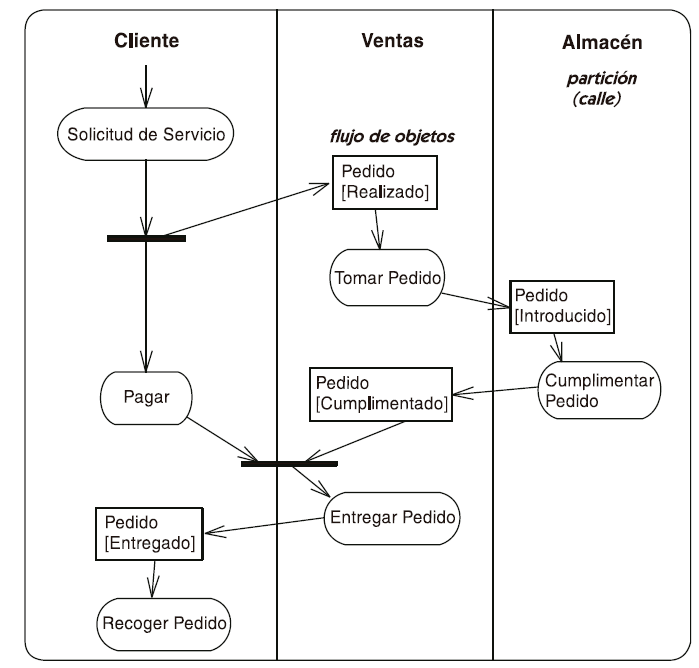 Cliente
Ventas
Almacén
partición
(calle)
Solicitud de Servicio
flujo de objetos
Pedido
[Realizado]
Tomar Pedido
Pedido
[Introducido]
Pagar
Pedido
[Cumplimentado]
Cumplimentar
Pedido
Entregar Pedido
Pedido
[Entregado]
Recoger Pedido